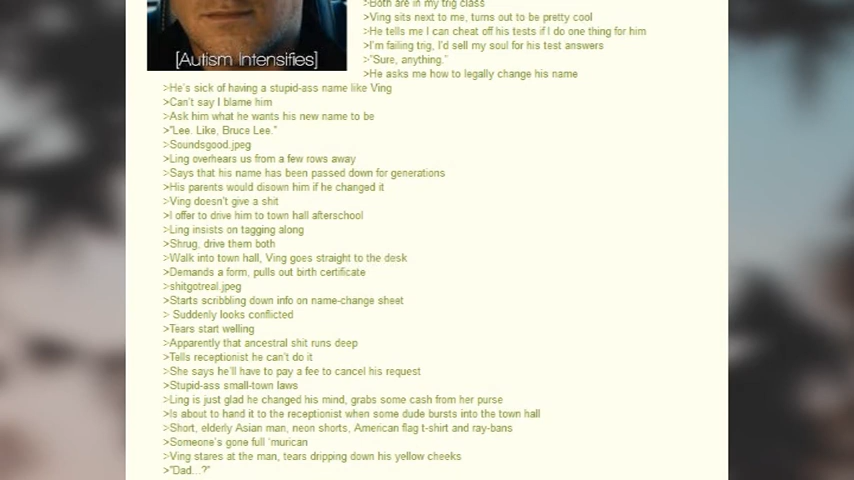 >Both are in my trig class
>Ving sits next to me, turns out to be pretty cool
>He tells me I can cheat off his tests if I do one thing for him
>I'm failing trig, I'd sell my soul for his test answers
>"Sure, anything."
>He asks me how to legally change his name
[Autism Intensifies]
>He's sick of having a stupid-ass name like Ving
>Can't say I blame him
>Ask him what he wants his new name to be
>"Lee. Like, Bruce Lee."
>Soundsgood.jpeg
>Ling overhears us from a few rows away
>Says that his name has been passed down for generations
>His parents would disown him if he changed it
>Ving doesn't give a shit
>I offer to drive him to town hall afterschool
>Ling insists on tagging along
>Shrug, drive them both
>Walk into town hall, Ving goes straight to the desk
>Demands a form, pulls out birth certificate
>shitgotreal.jpeg
>Starts scribbling down info on name-change sheet
> Suddenly looks conflicted
>Tears start welling
>Apparently that ancestral shit runs deep
>Tells receptionist he can't do it
>She says he'll have to pay a fee to cancel his request
>Stupid-ass small-town laws
>Ling is just glad he changed his mind, grabs some cash from her purse
>Is about to hand it to the receptionist when some dude bursts into the town hall
>Short, elderly Asian man, neon shorts, American flag t-shirt and ray-bans
>Someone's gone full 'murican
>Ving stares at the man, tears dripping down his yellow cheeks
>"Dad...?"